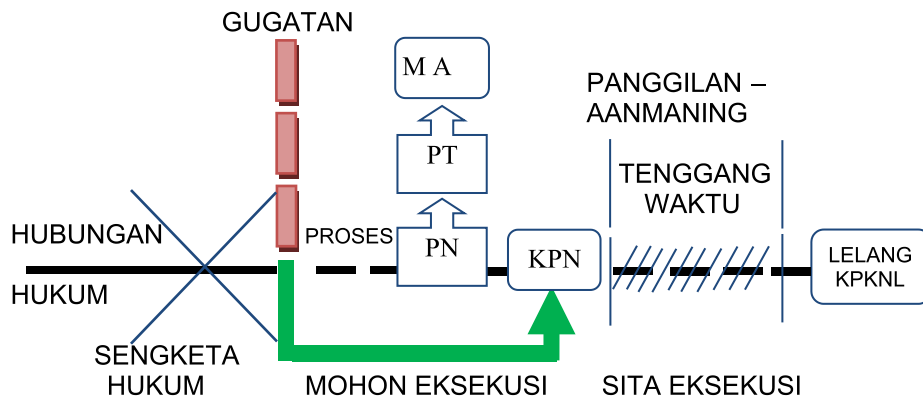 GUGATAN
M A
PANGGILAN –
AANMANING
PT
TENGGANG
WAKTU
HUBUNGAN
PROSES
PN
KPN
LELANG
KPKNL
HUKUM
SENGKETA
HUKUM
MOHON EKSEKUSI
SITA EKSEKUSI